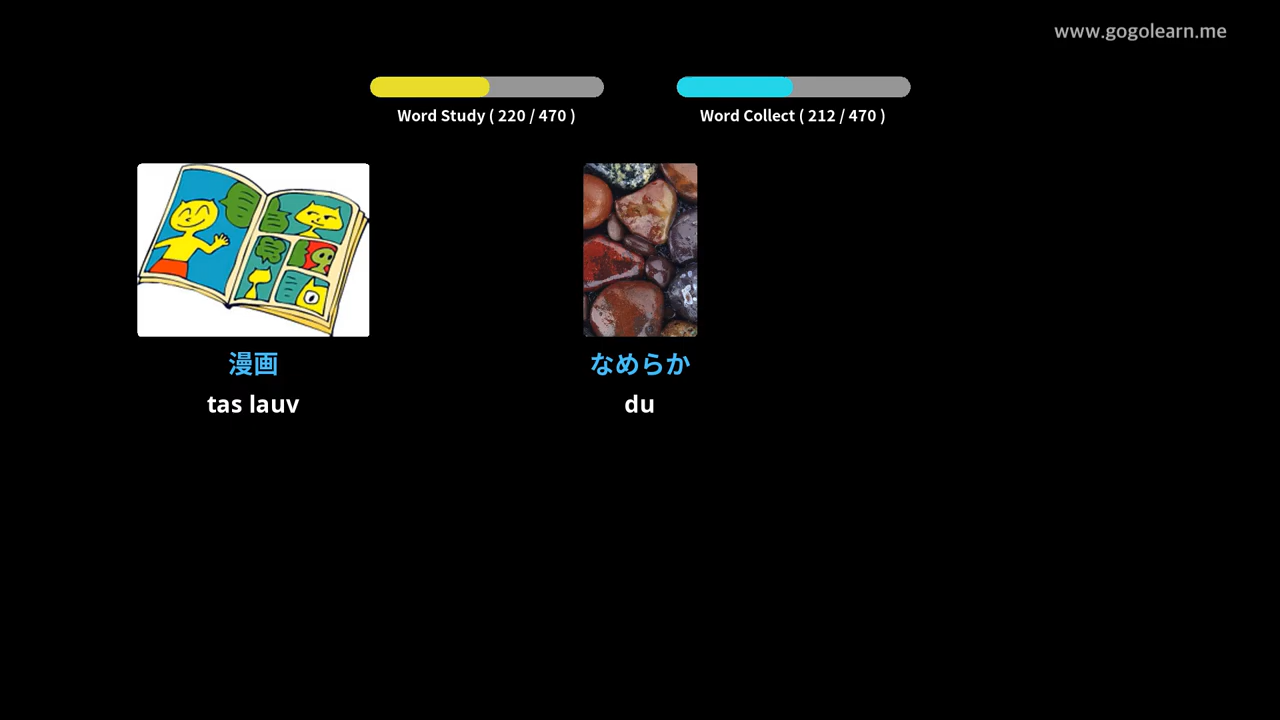 www.gogolearn.me
Word Study ( 220 / 470 )
Word Collect ( 212 / 470 )
漫画
tas lauv
なめらか
du